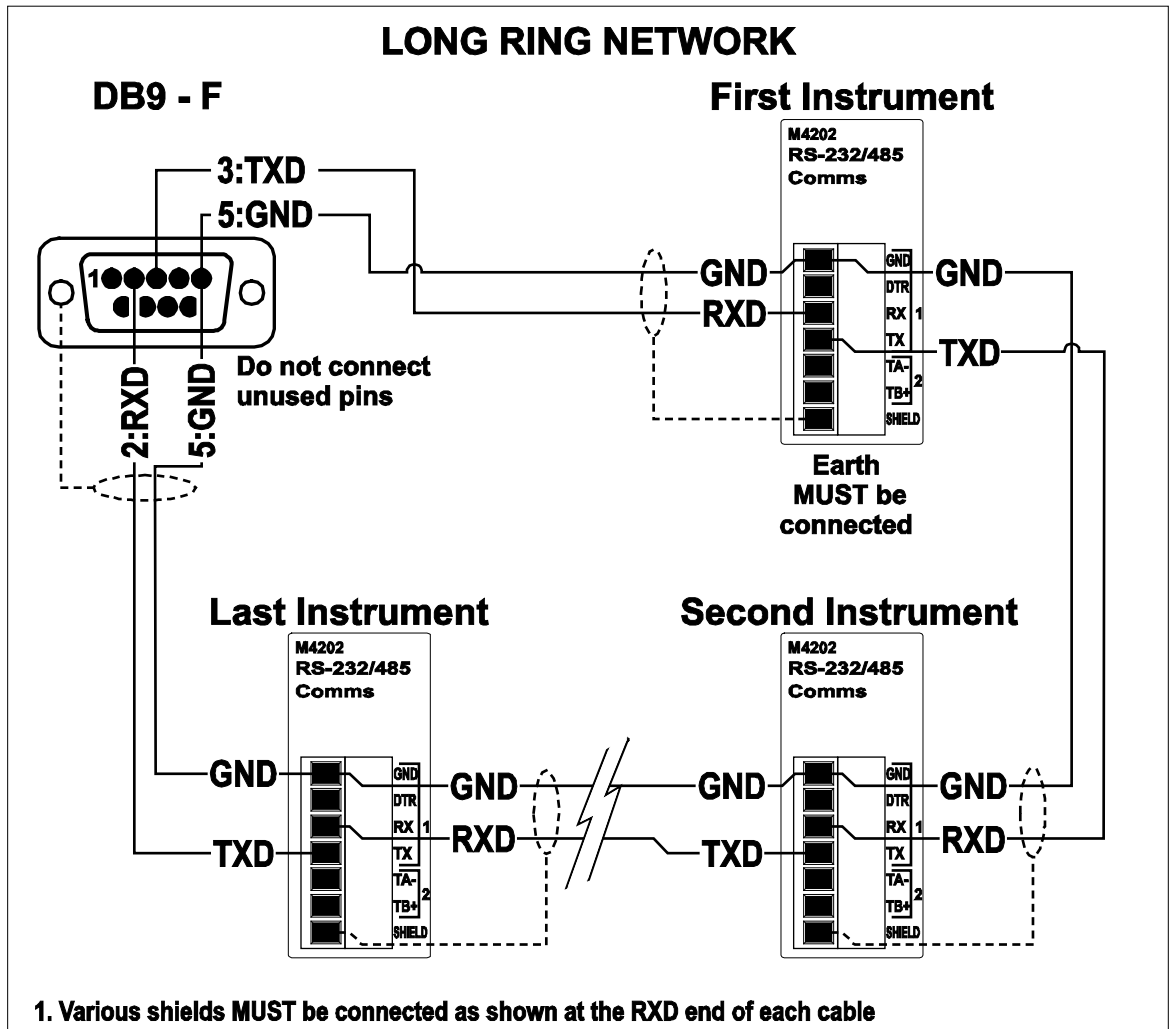 LONG RING NETWORK
DB9 - F
First Instrument
M4202
RS-232/485
Comms
3:TXD
5:GND
1
GND
RXD
GND
DTR
RX 1
TX
TA-
2
TB+
SHIELD
GND
TXD
Do not connect
unused pins
2:RXD
5:GND
Earth
MUST be
connected
Last Instrument
M4202
RS-232/485
Comms
GND
TXD
GND
DTR
RX 1
TX
TA-
2
TB+
SHIELD
GND
RXD
Second Instrument
M4202
RS-232/485
Comms
GND
TXD
GND
DTR
RX 1
TX
TA-
2
TB+
SHIELD
GND
RXD
1. Various shields MUST be connected as shown at the RXD end of each cable